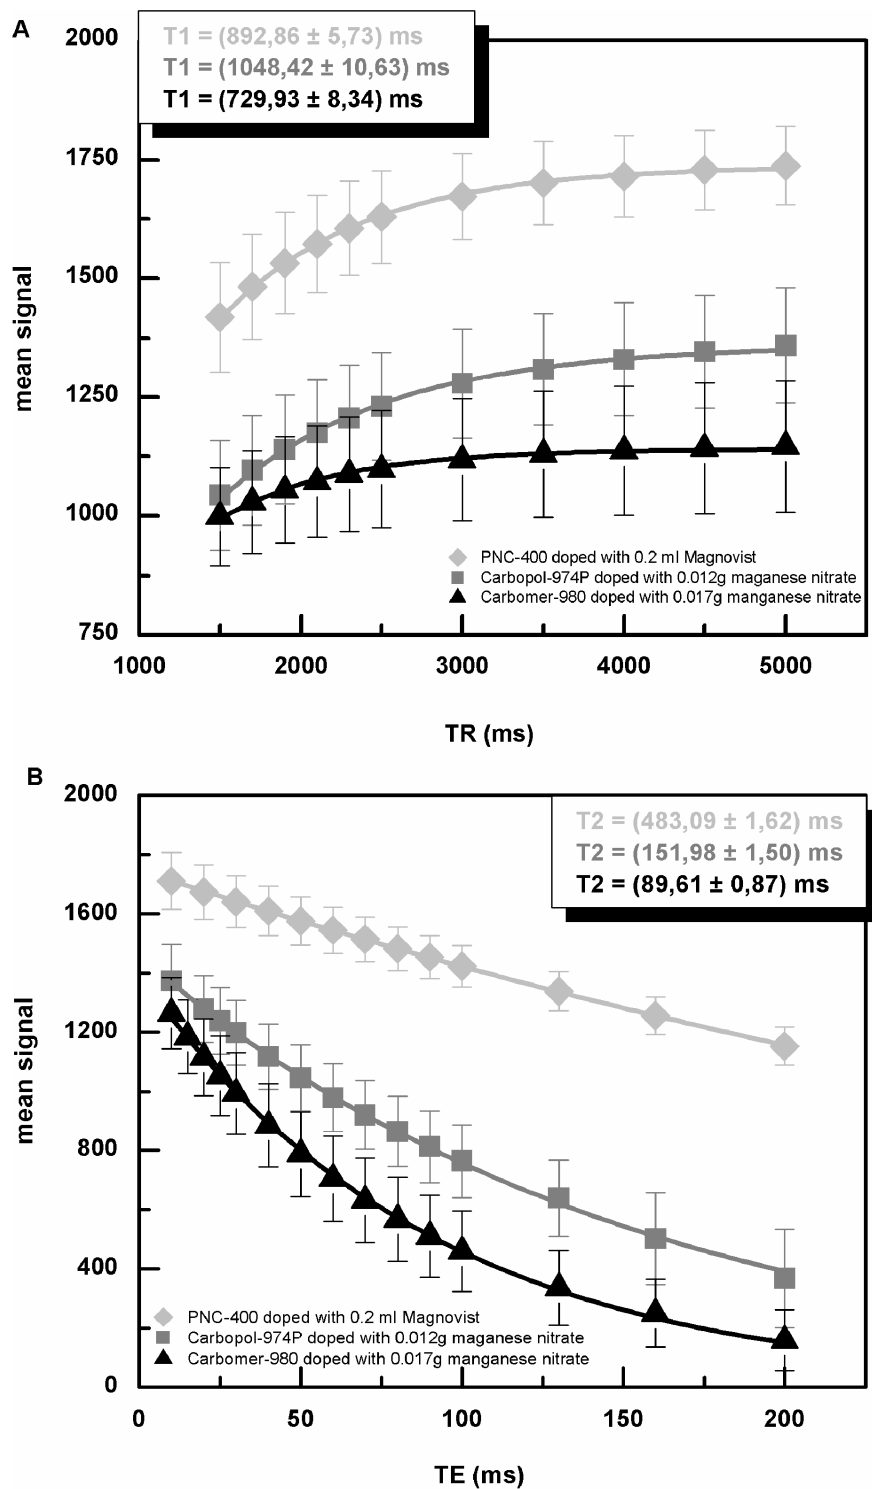 A
2000
1750
1500
1250
1000
750
mean signal
T1 = (892,86 ± 5,73) ms
T1 = (1048,42 ± 10,63) ms
T1 = (729,93 ± 8,34) ms
PNC-400 doped with 0.2 ml Magnovist
Carbopol-974P doped with 0.012g maganese nitrate
Carbomer-980 doped with 0.017g manganese nitrate
1000 2000 3000 4000 5000
TR (ms)
B
2000
1600
1200
800
400
0
mean signal
T2 = (483,09 ± 1,62) ms
T2 = (151,98 ± 1,50) ms
T2 = (89,61 ± 0,87) ms
PNC-400 doped with 0.2 ml Magnovist
Carbopol-974P doped with 0.012g maganese nitrate
Carbomer-980 doped with 0.017g manganese nitrate
0 50 100 150 200
TE (ms)